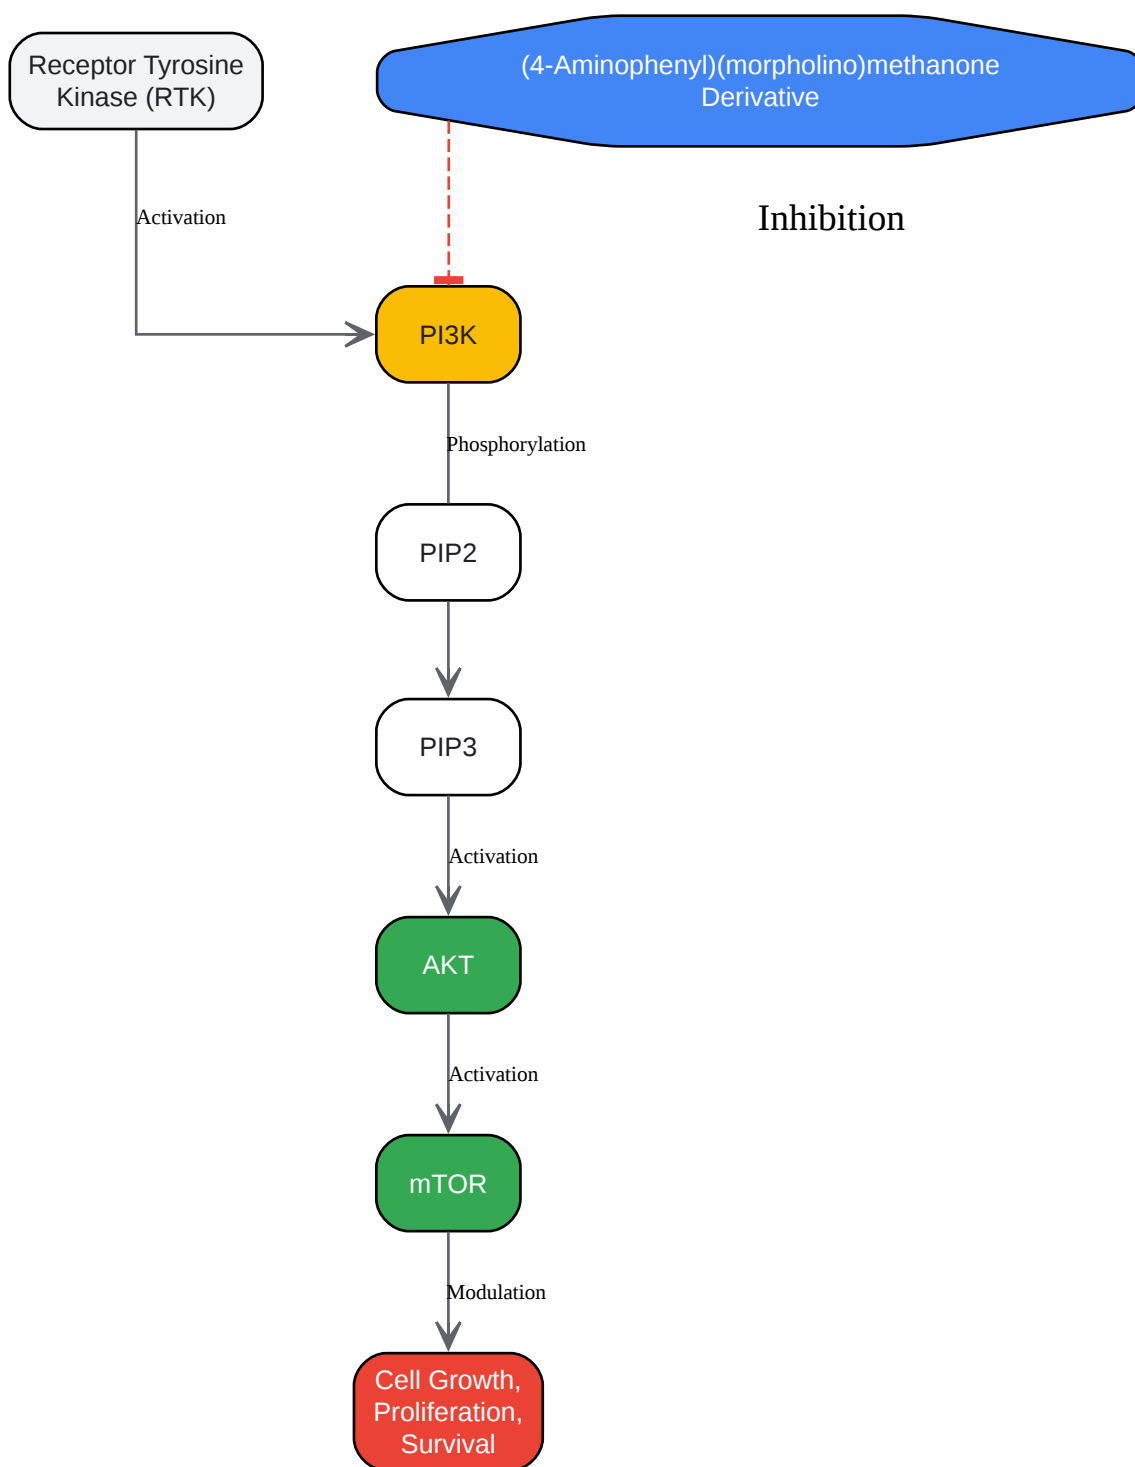 Receptor Tyrosine
Kinase (RTK)
(4-Aminophenyl)(morpholino)methanone
Derivative
Activation
Inhibition
PI3K
Phosphorylation
PIP2
PIP3
Activation
AKT
Activation
mTOR
Modulation
Cell Growth,
Proliferation,
Survival